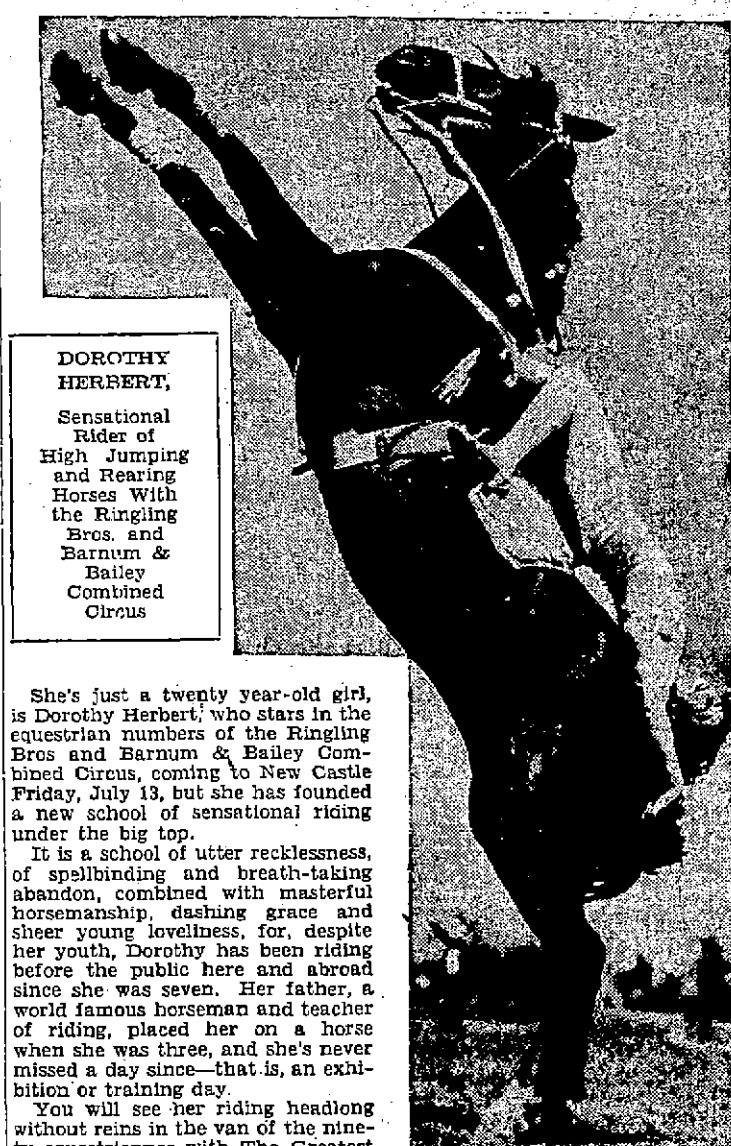 DOROTHY
HERBERT,
Sensational
Rider of
High Jumping
and Rearing
Horses With
the Ringling
Bros. and
Barnum &
Bailey
Combined
Circus
She's just a twenty year-old girl,
is Dorothy Herbert, who stars in the
equestrian numbers of the Ringling
Bros and Barnum & Bailey Com-
bined Circus, coming to New Castle
Friday, July 13, but she has founded
a new school of sensational riding
under the big top.
It is a school of utter recklessness,
of spellbinding and breath-taking
abandon, combined with masterful
horsemanship, dashing grace and
sheer young loveliness, for, despite
her youth, Dorothy has been riding
before the public here and abroad
since she was seven. Her father, a
world famous horseman and teacher
of riding, placed her on a horse
when she was three, and she's never
missed a day since—that is, an exhi-
bition or training day.
You will see her riding headlong
without reins in the van of the nine-
ty equestriennes with The Greatest